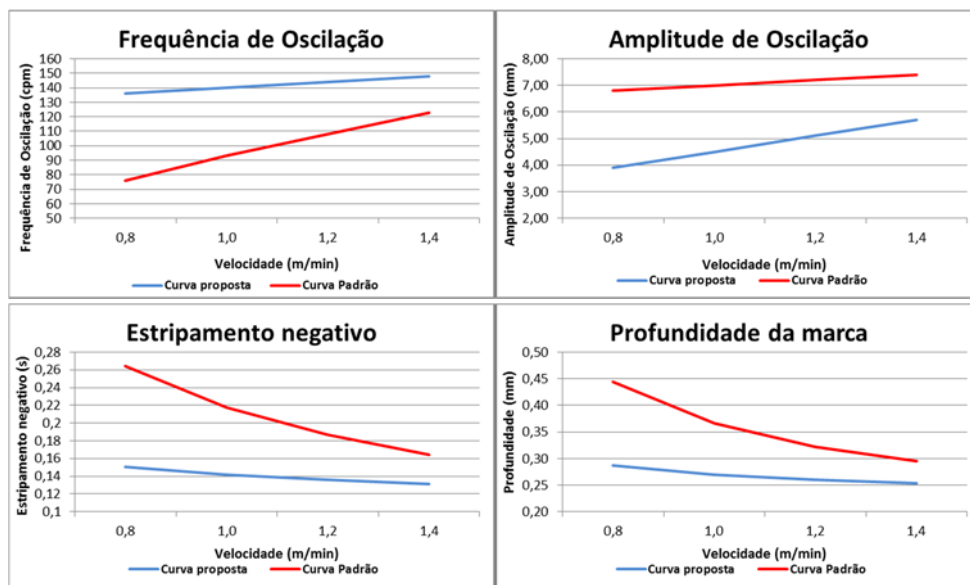 Frequência de Oscilação
Frequência de Oscilação (cpm)
160
150
140
130
120
110
100
90
80
70
60
50
0,8 1,0 1,2 1,4
Velocidade (m/min)
Curva proposta Curva Padrão
Amplitude de Oscilação
Amplitude de Oscilação (mm)
8,00
7,00
6,00
5,00
4,00
3,00
2,00
0,8 1,0 1,2 1,4
Velocidade (m/min)
Curva proposta Curva Padrão
Estripamento negativo
Estripamento negativo (s)
0,28
0,26
0,24
0,22
0,2
0,18
0,16
0,14
0,12
0,1
0,8 1,0 1,2 1,4
Velocidade (m/min)
Curva proposta Curva Padrão
Profundidade da marca
Profundidade (mm)
0,50
0,45
0,40
0,35
0,30
0,25
0,20
0,8 1,0 1,2 1,4
Velocidade (m/min)
Curva proposta Curva Padrão